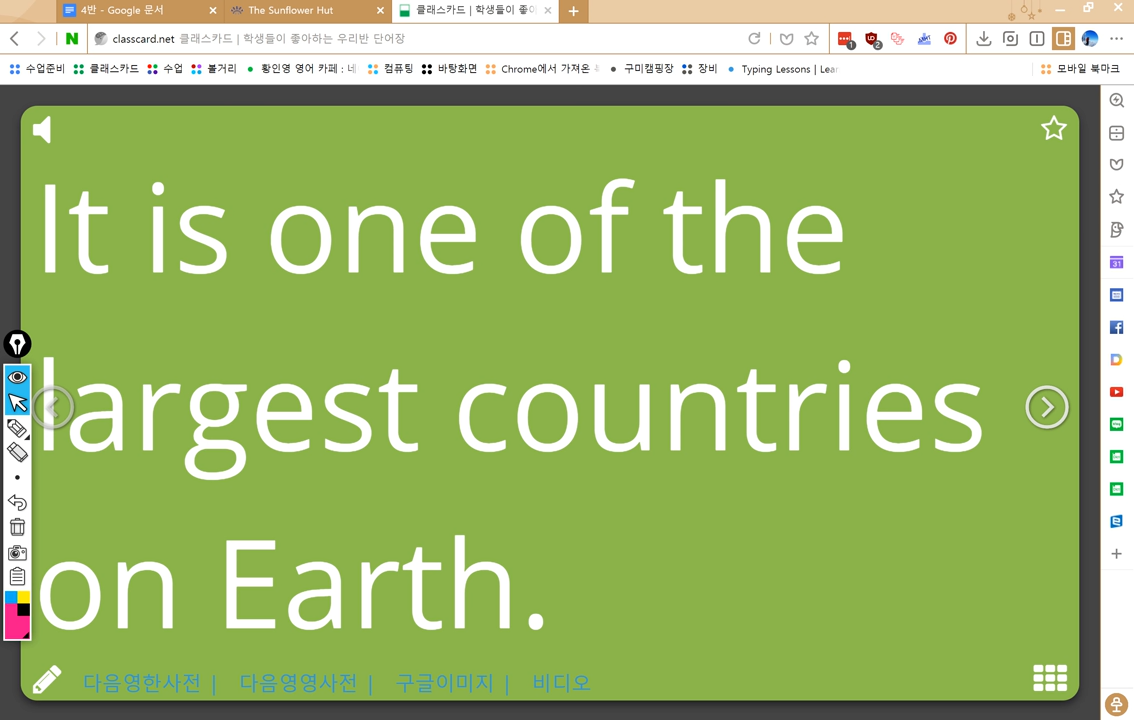 4반 - Google 문서
The Sunflower Hut
클래스카드 | 학생들이 좋아
classcard.net 클래스카드 | 학생들이 좋아하는 우리반 단어장
수업준비 클래스카드 수업 볼거리 황인영 영어 카페 : 네 컴퓨팅 바탕화면 Chrome에서 가져온 구미캠핑장 장비 Typing Lessons | Lear 모바일 북마크
It is one of the
largest countries
on Earth.
다음영한사전 | 다음영영사전 | 구글이미지 | 비디오